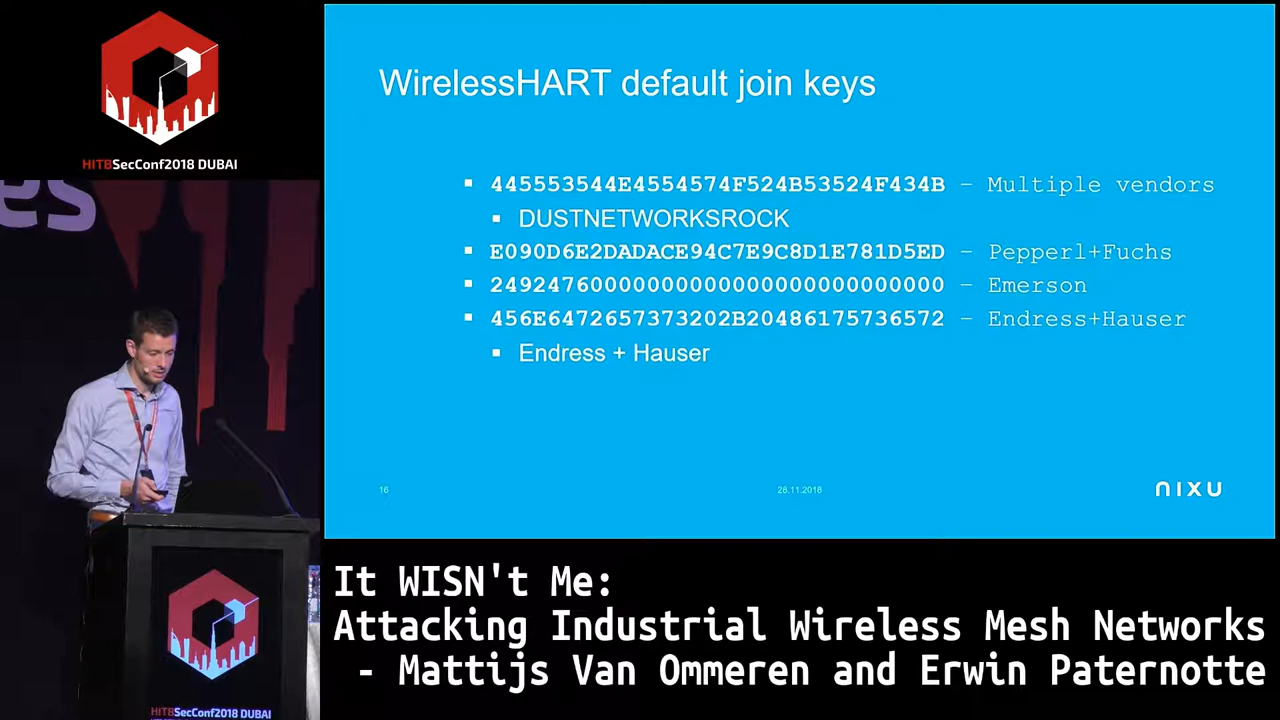 HITBSecConf2018 DUBAI
es
WirelessHART default join keys
▪ 445553544E4554574F524B53524F434B – Multiple vendors
▪ DUSTNETWORKSROCK
▪ E090D6E2DADACE94C7E9C8D1E781D5ED – Pepperl+Fuchs
▪ 24924760000000000000000000000000 – Emerson
▪ 456E6472657373202B20486175736572 – Endress+Hauser
▪ Endress + Hauser
16
28.11.2018
nixu
HITBSecConf2018 DUBAI
It WISN't Me:
Attacking Industrial Wireless Mesh Networks
- Mattijs Van Ommeren and Erwin Paternotte